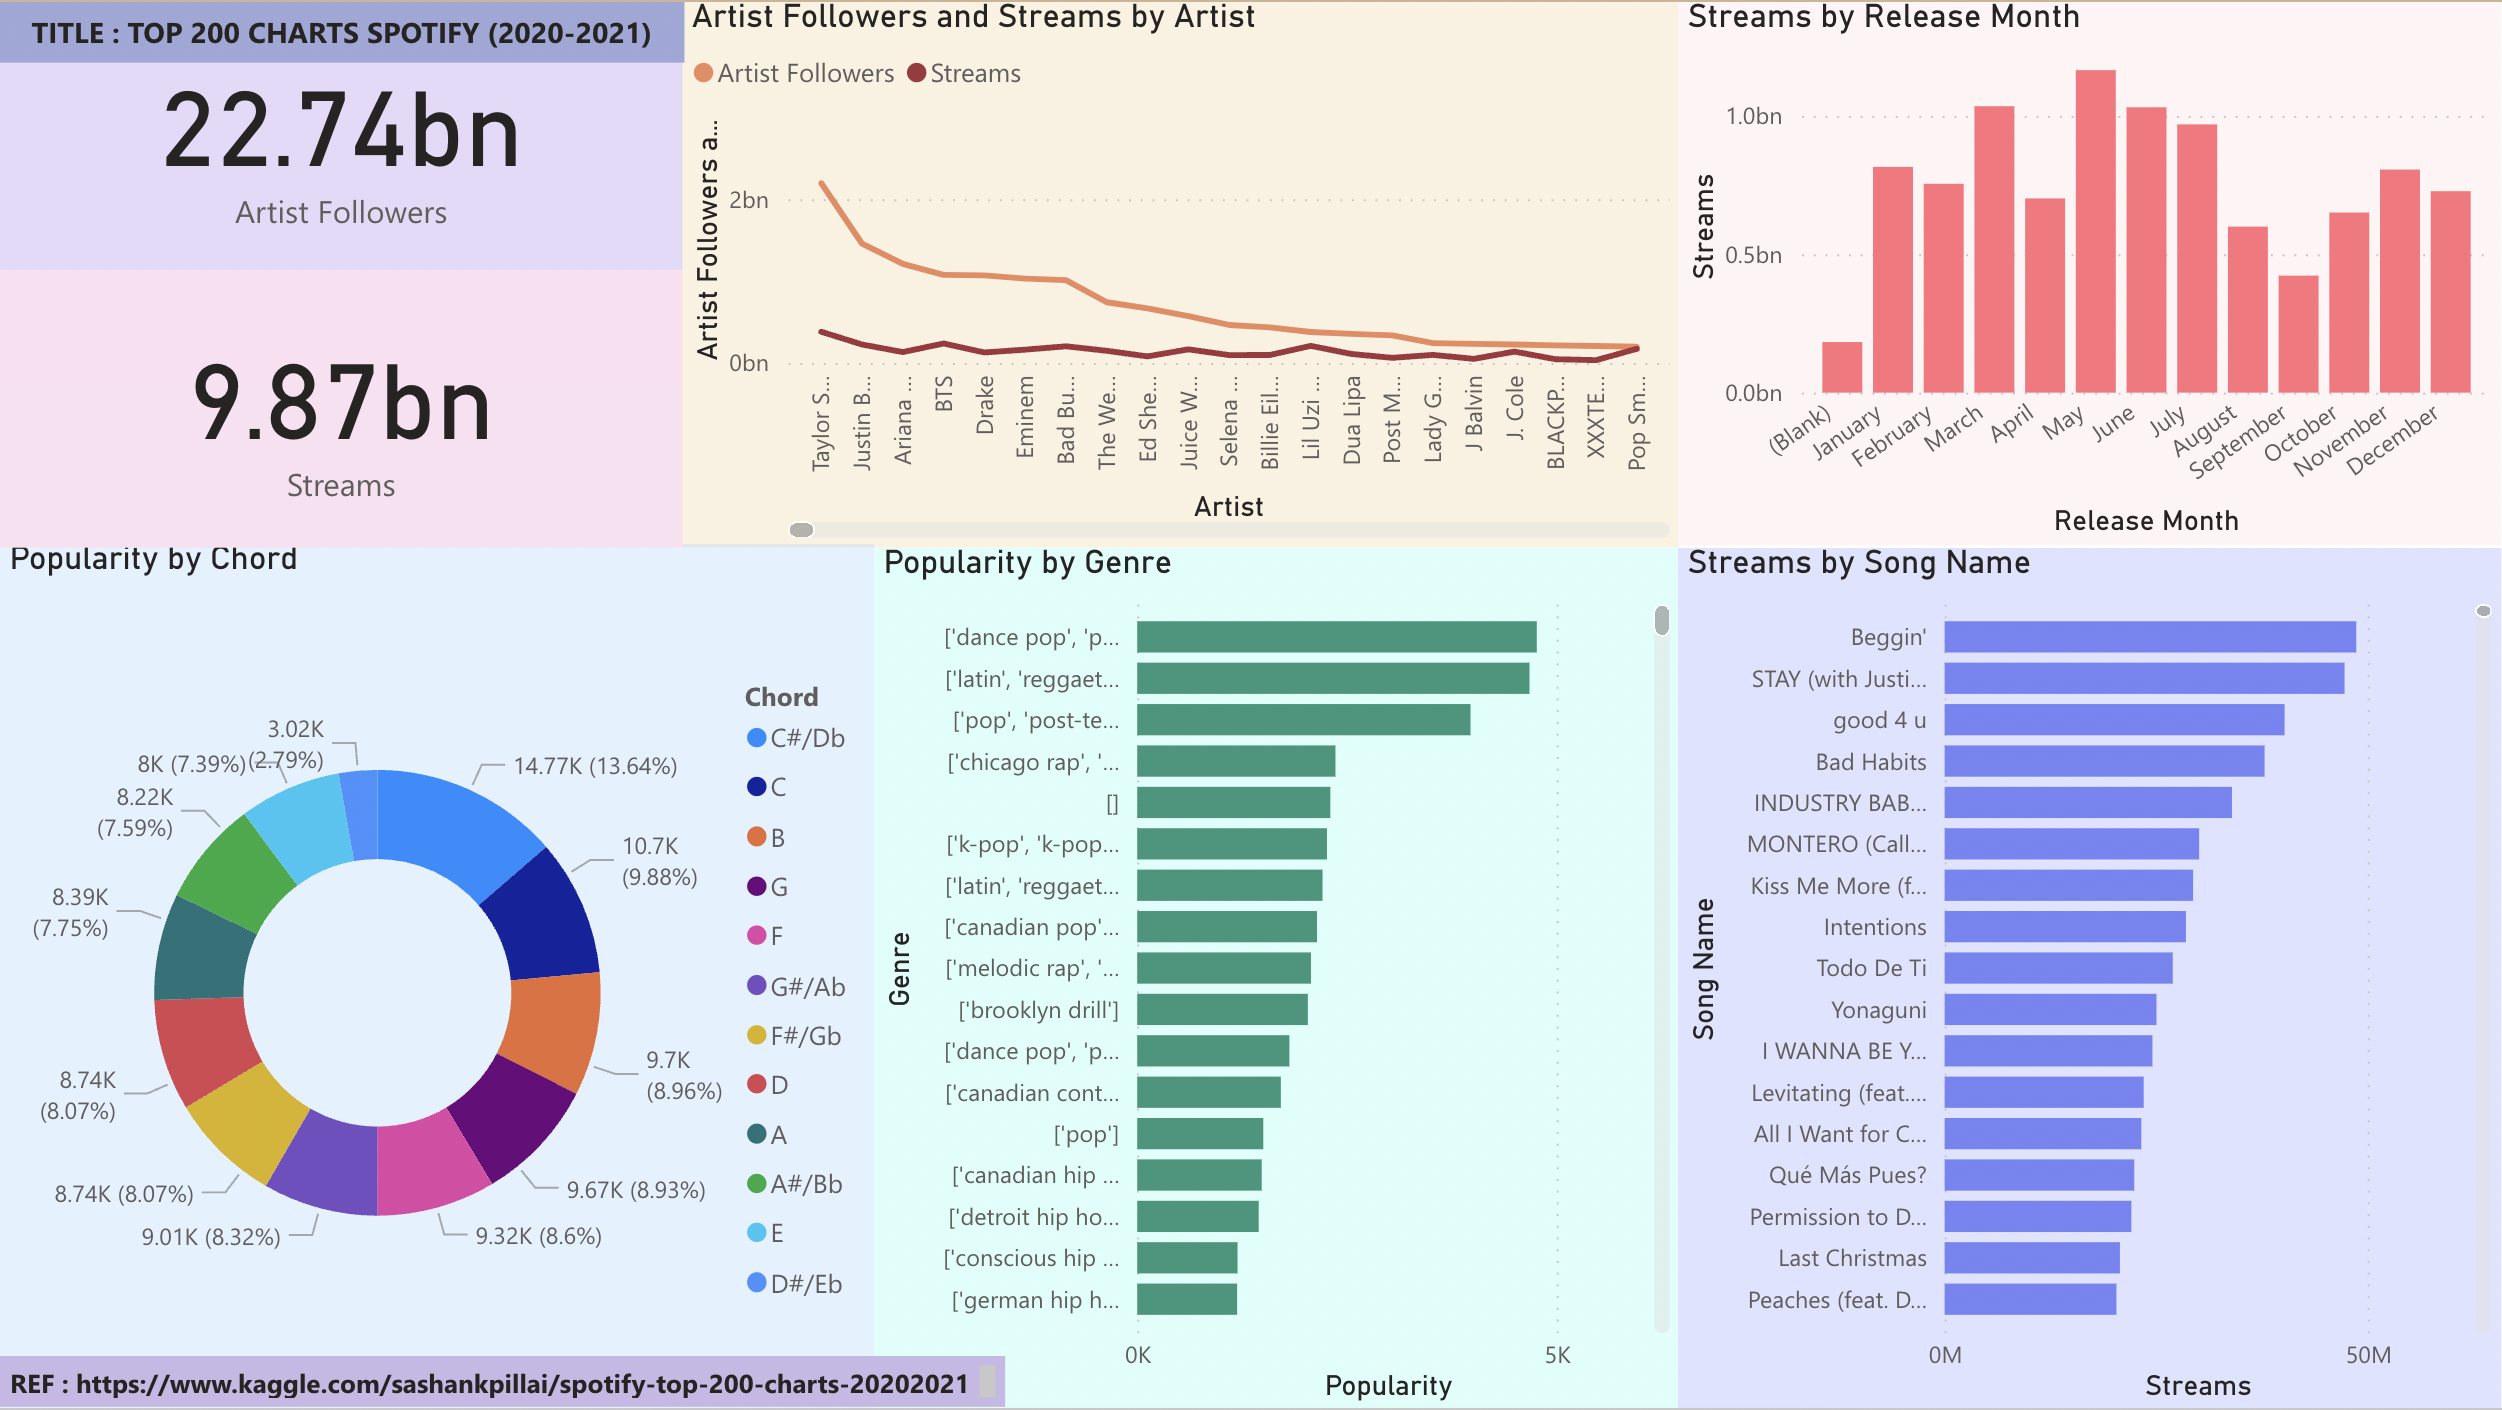 TITLE : TOP 200 CHARTS SPOTIFY (2020-2021)
22.74bn
Artist Followers
9.87bn
Streams
Artist Followers and Streams by Artist
Artist Followers
Streams
Artist Followers a...
2bn
0bn
Taylor S...
Justin B...
Ariana ...
BTS
Drake
Eminem
Bad Bu...
The We...
Ed She...
Juice W...
Selena ...
Billie Eil...
Lil Uzi ...
Dua Lipa
Post M...
Lady G...
J Balvin
J. Cole
BLACKP...
XXXTE...
Pop Sm...
Artist
Streams by Release Month
Streams
1.0bn
0.5bn
0.0bn
(Blank)
January
February
March
April
May
June
July
August
September
October
November
December
Release Month
Popularity by Chord
3.02K
(2.79%)
8K (7.39%)
14.77K (13.64%)
8.22K
(7.59%)
10.7K
(9.88%)
8.39K
(7.75%)
9.7K
(8.96%)
8.74K
(8.07%)
8.74K (8.07%)
9.67K (8.93%)
9.01K (8.32%)
9.32K (8.6%)
Chord
C#/Db
C
B
G
F
G#/Ab
F#/Gb
D
A
A#/Bb
E
D#/Eb
Popularity by Genre
Genre
['dance pop', 'p...
['latin', 'reggaet...
['pop', 'post-te...
['chicago rap', '...
[]
['k-pop', 'k-pop...
['latin', 'reggaet...
['canadian pop'...
['melodic rap', '...
['brooklyn drill']
['dance pop', 'p...
['canadian cont...
['pop']
['canadian hip ...
['detroit hip ho...
['conscious hip ...
['german hip h...
0K
5K
Popularity
Streams by Song Name
Song Name
Beggin'
STAY (with Justi...
good 4 u
Bad Habits
INDUSTRY BAB...
MONTERO (Call...
Kiss Me More (f...
Intentions
Todo De Ti
Yonaguni
I WANNA BE Y...
Levitating (feat....
All I Want for C...
Qué Más Pues?
Permission to D...
Last Christmas
Peaches (feat. D...
0M
50M
Streams
REF : https://www.kaggle.com/sashankpillai/spotify-top-200-charts-20202021